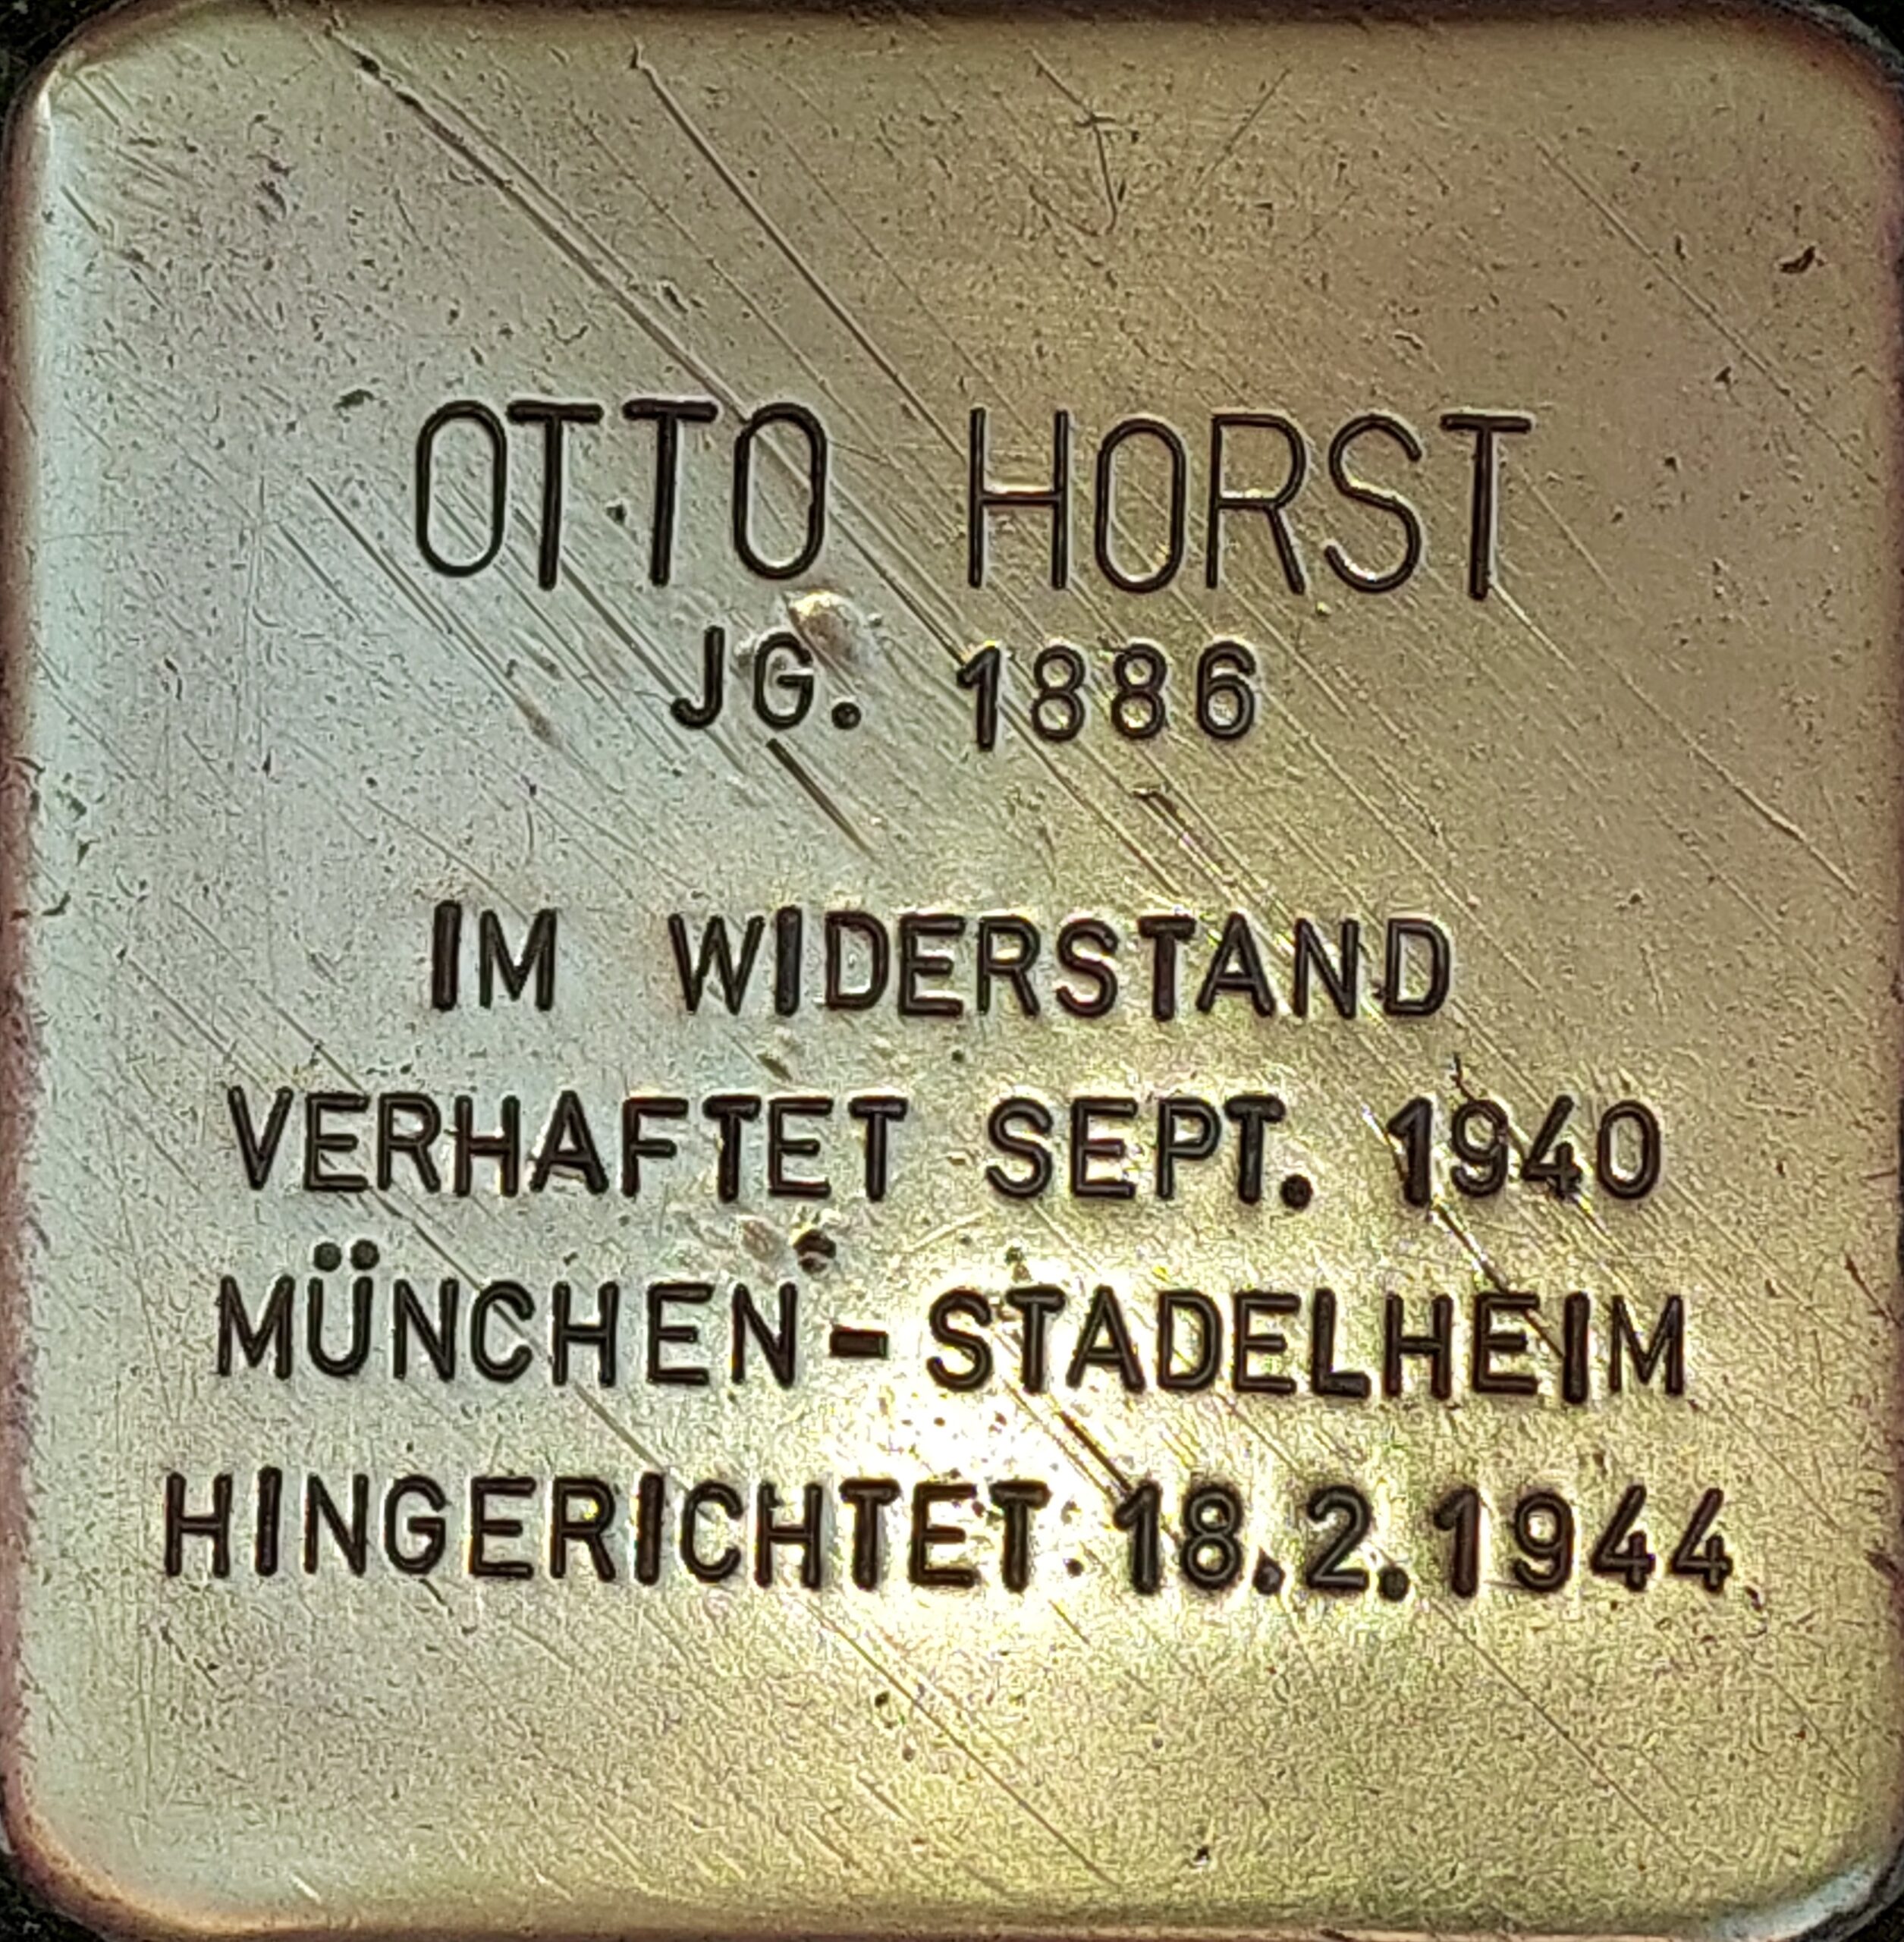 OTTO HORST
JG. 1886
IM WIDERSTAND
VERHAFTET SEPT. 1940
MÜNCHEN-STADELHEIM
HINGERICHTET 18.2.1944